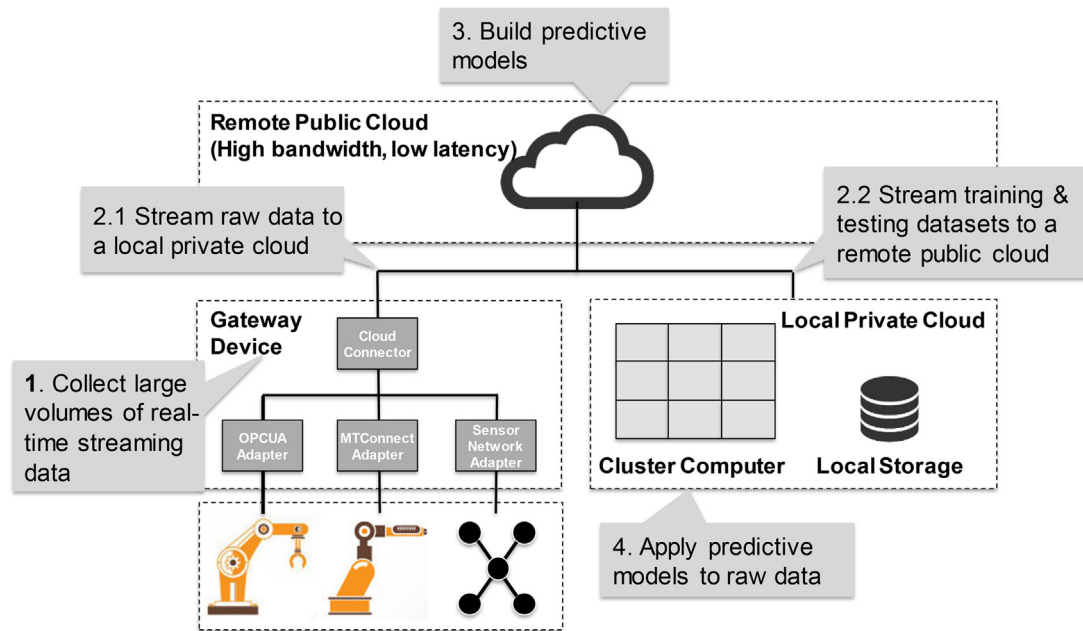 3. Build predictive
models
Remote Public Cloud
(High bandwidth, low latency)
2.1 Stream raw data to
a local private cloud
2.2 Stream training &
testing datasets to a
remote public cloud
Gateway
Device
Cloud
Connector
Local Private Cloud
1. Collect large
volumes of real-
time streaming
data
OPCUA
Adapter
MTConnect
Adapter
Sensor
Network
Adapter
Cluster Computer
Local Storage
4. Apply predictive
models to raw data